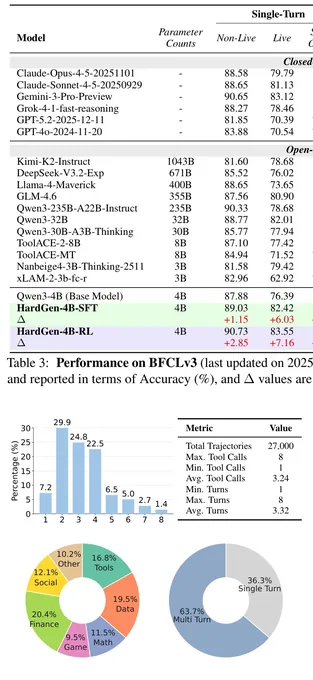 Single-Turn
Model Parameter Counts Non-Live Live
Closed
Claude-Opus-4-5-20251101 - 88.58 79.79
Claude-Sonnet-4-5-20250929 - 88.65 81.13
Gemini-3-Pro-Preview - 90.65 83.12
Grok-4-1-fast-reasoning - 88.27 78.46
GPT-5.2-2025-12-11 - 81.85 70.39
GPT-4o-2024-11-20 - 83.88 70.54
Open-
Kimi-K2-Instruct 1043B 81.60 78.68
DeepSeek-V3.2-Exp 671B 85.52 76.02
Llama-4-Maverick 400B 88.65 73.65
GLM-4.6 355B 87.56 80.90
Qwen3-235B-A22B-Instruct 235B 90.33 78.68
Qwen3-32B 32B 88.77 82.01
Qwen3-30B-A3B-Thinking 30B 85.77 77.94
ToolACE-2-8B 8B 87.10 77.42
ToolACE-MT 8B 84.94 71.52
Nanbeige4-3B-Thinking-2511 3B 81.58 79.42
xLAM-2-3b-fc-r 3B 82.96 62.92
Qwen3-4B (Base Model) 4B 87.88 76.39
HardGen-4B-SFT 4B 89.03 82.42
Δ +1.15 +6.03
HardGen-4B-RL 4B 90.73 83.55
Δ +2.85 +7.16
Table 3: Performance on BFCLv3 (last updated on 2025
and reported in terms of Accuracy (%), and Δ values are
Percentage (%)
30
25
20
15
10
5
0
7.2 29.9 24.8 22.5 6.5 5.0 2.7 1.4
1 2 3 4 5 6 7 8
Metric Value
Total Trajectories 27,000
Max. Tool Calls 8
Min. Tool Calls 1
Avg. Tool Calls 3.24
Min. Turns 1
Max. Turns 8
Avg. Turns 3.32
16.8%
Tools
19.5%
Data
11.5%
Math
9.5%
Game
20.4%
Finance
12.1%
Social
10.2%
Other
36.3%
Single Turn
63.7%
Multi Turn